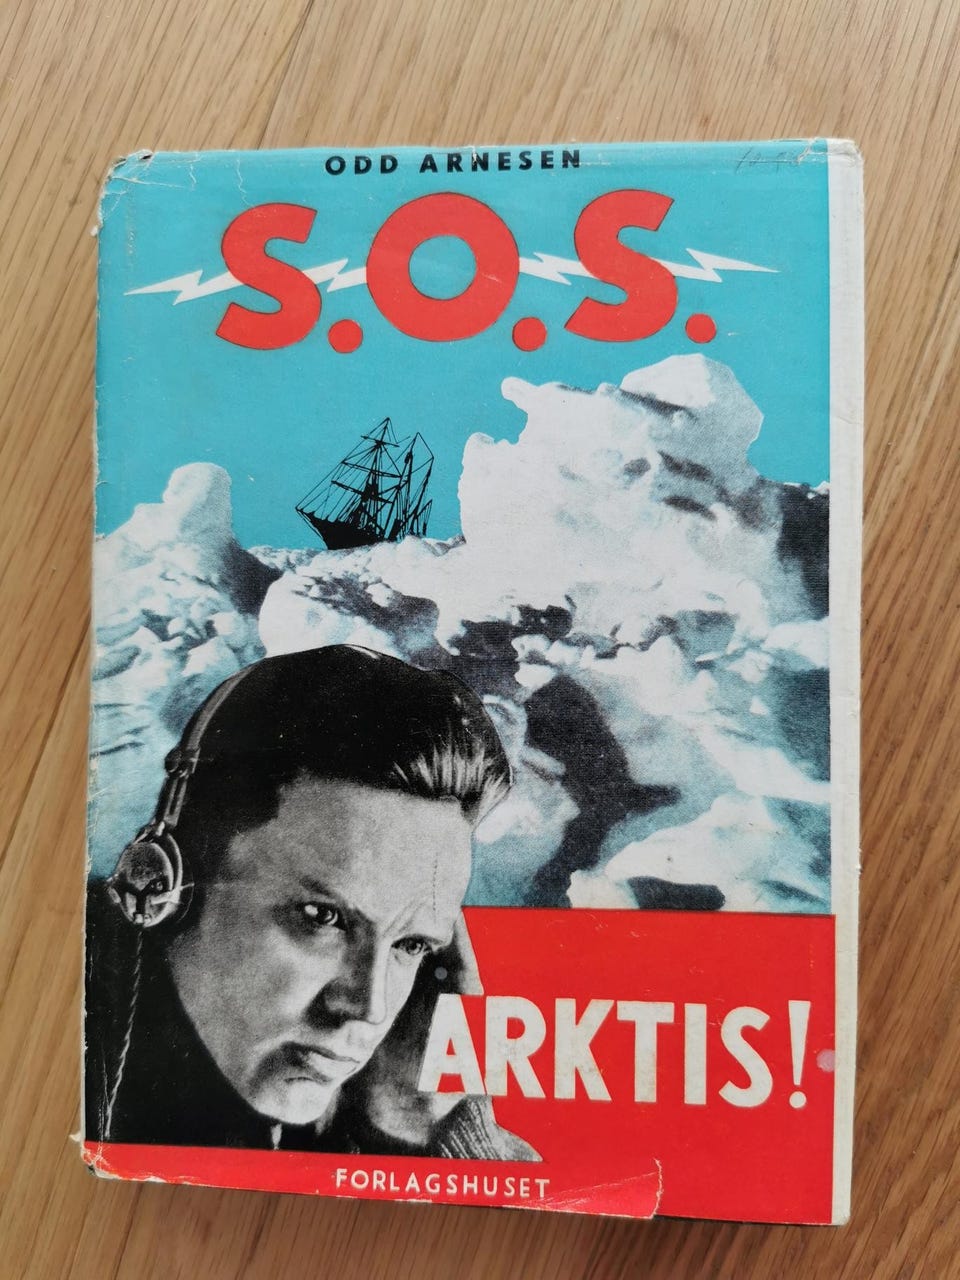 ODD ARNESEN
S.O.S.
ARKTIS!
FORLAGSHUSET